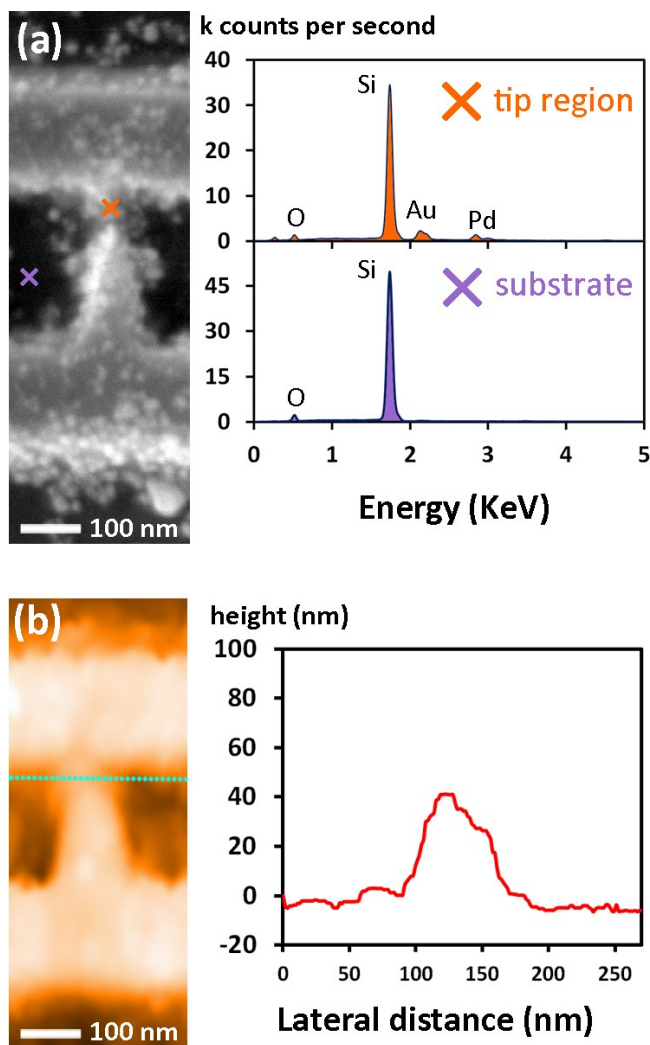 (a)
k counts per second
40
30
20
10
0
Si
O
Au
Pd
tip region
45
30
15
0
Si
O
substrate
0 1 2 3 4 5
Energy (KeV)
100 nm
(b)
height (nm)
100
80
60
40
20
0
-20
0 50 100 150 200 250
Lateral distance (nm)
100 nm